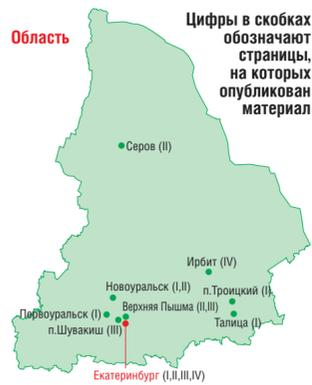 Область
Цифры в скобках
обозначают
страницы,
на которых
опубликован
материал
Серов (II)
Ирбит (IV)
Новоуральск (I,II)
п.Троицкий (I)
Верхняя Пышма (II,III)
Первоуральск (I)
Талица (I)
п.Шувакиш (III)
Екатеринбург (I,II,III,IV)